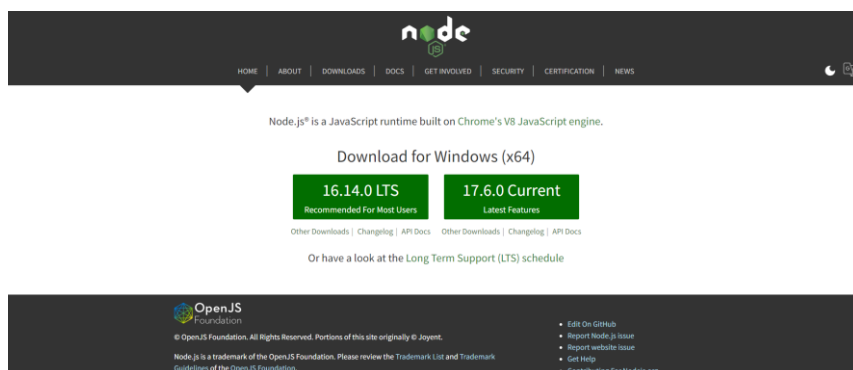 node
JS
HOME | ABOUT | DOWNLOADS | DOCS | GET INVOLVED | SECURITY | CERTIFICATION | NEWS
Node.js® is a JavaScript runtime built on Chrome's V8 JavaScript engine.
Download for Windows (x64)
16.14.0 LTS
Recommended For Most Users
17.6.0 Current
Latest Features
Other Downloads | Changelog | API Docs
Other Downloads | Changelog | API Docs
Or have a look at the Long Term Support (LTS) schedule
OpenJS
Foundation
© OpenJS Foundation. All Rights Reserved. Portions of this site originally © Joyent.
Node.js is a trademark of the OpenJS Foundation. Please review the Trademark List and Trademark
Guidelines of the OpenJS Foundation.
Edit On GitHub
Report Node.js issue
Report website issue
Get Help